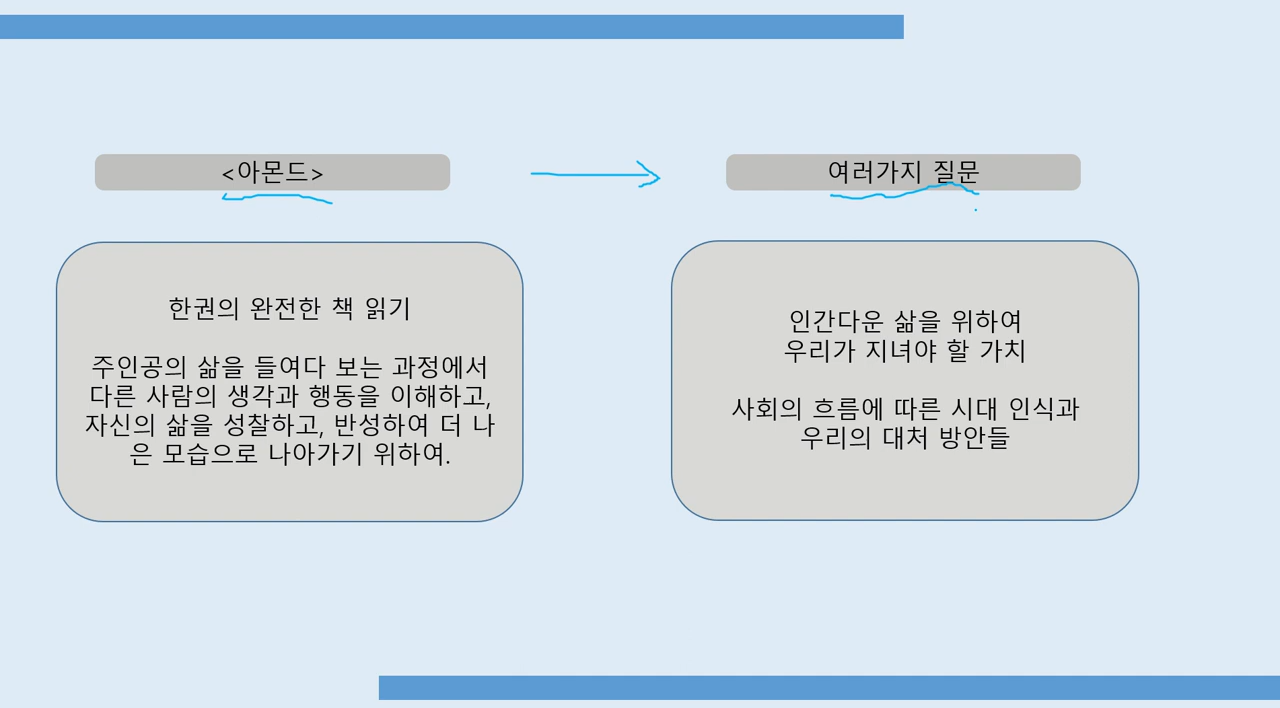 <아몬드>
한권의 완전한 책 읽기
주인공의 삶을 들여다 보는 과정에서
다른 사람의 생각과 행동을 이해하고,
자신의 삶을 성찰하고, 반성하여 더 나
은 모습으로 나아가기 위하여.
여러가지 질문
인간다운 삶을 위하여
우리가 지녀야 할 가치
사회의 흐름에 따른 시대 인식과
우리의 대처 방안들